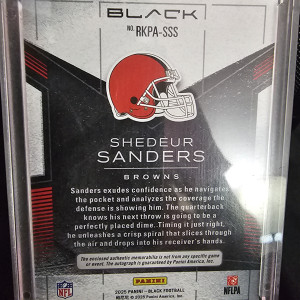 BLACK
NO. RKPA-SSS
SHEDEUR
SANDERS
BROWNS
Sanders exudes confidence as he navigates
the pocket and analyzes the coverage the
defense is showing him. The quarterback
knows his next throw is going to be a
perfectly placed dime. Timing it just right,
he unleashes a crisp spiral that slices through
the air and drops into his receiver's hands.
The enclosed authentic memorabilia is not from any specific game
or event. The autograph is guaranteed by Panini America, Inc.
PANINI
NFL
2025 PANINI - BLACK FOOTBALL
© 2025 Panini America, Inc.
NFLPA